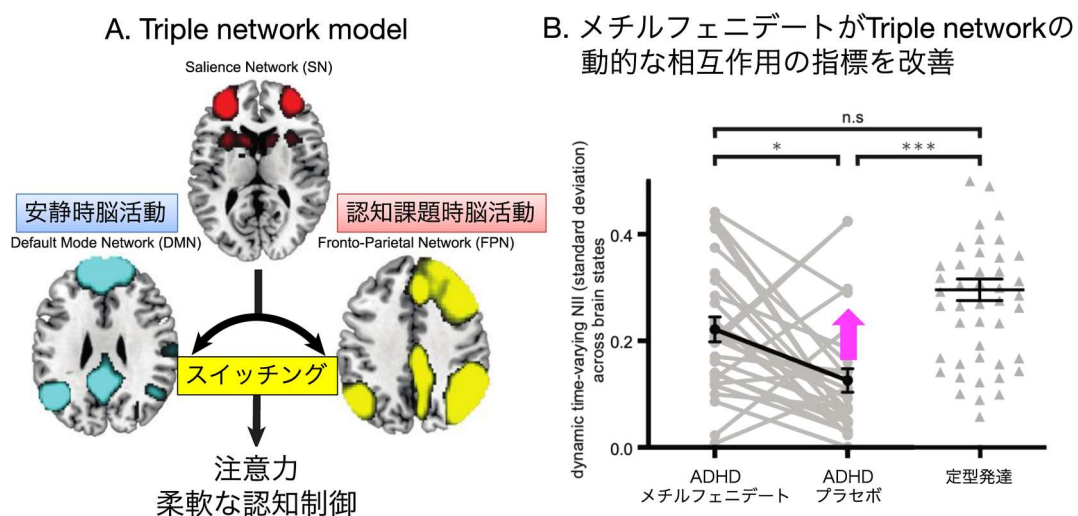 A. Triple network model
Salience Network (SN)
安静時脳活動
Default Mode Network (DMN)
認知課題時脳活動
Fronto-Parietal Network (FPN)
スイッチング
注意力
柔軟な認知制御
B. メチルフェニデートがTriple networkの
動的な相互作用の指標を改善
n.s
*
***
dynamic time-varying NII (standard deviation)
across brain states
0.4
0.2
0.0
ADHD
メチルフェニデート
ADHD
プラセボ
定型発達